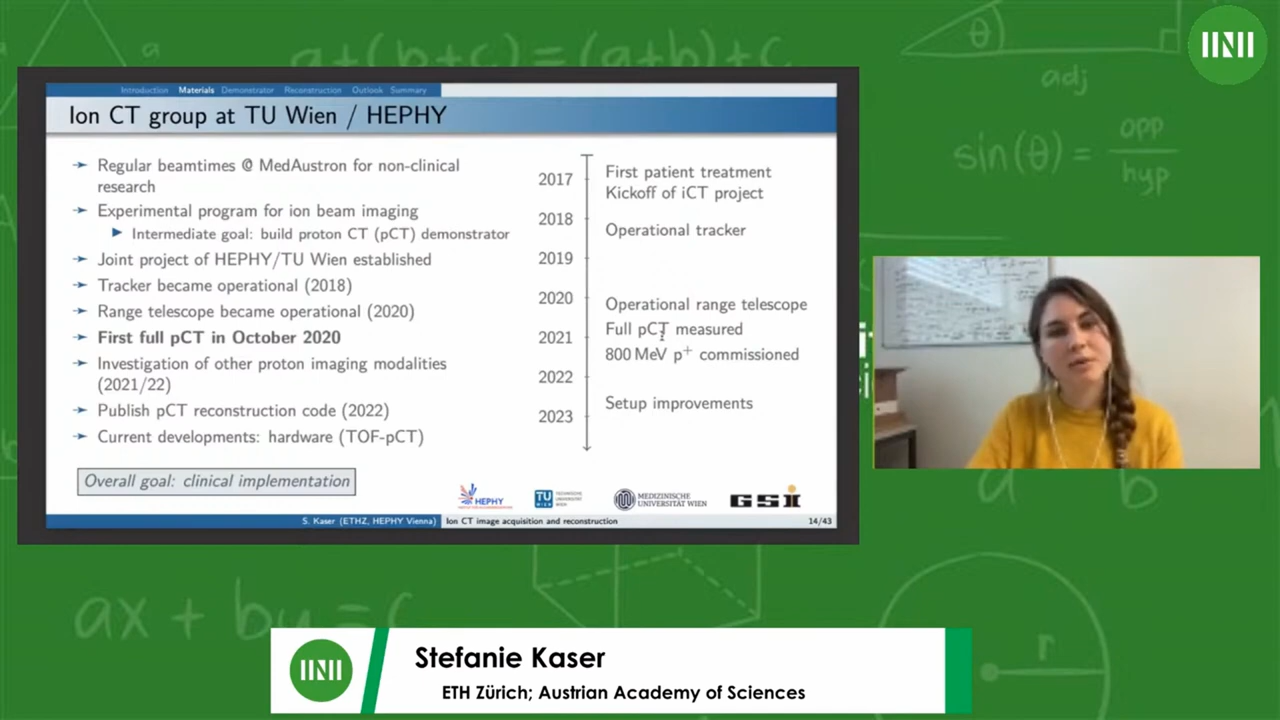 a
a+(b+c)=(a+b)+c
θ
adj
sin(θ) = opp
hyp
Introduction Materials Demonstrator Reconstruction Outlook Summary
Ion CT group at TU Wien / HEPHY
Regular beamtimes @ MedAustron for non-clinical
research
Experimental program for ion beam imaging
Intermediate goal: build proton CT (pCT) demonstrator
Joint project of HEPHY/TU Wien established
Tracker became operational (2018)
Range telescope became operational (2020)
First full pCT in October 2020
Investigation of other proton imaging modalities
(2021/22)
Publish pCT reconstruction code (2022)
Current developments: hardware (TOF-pCT)
Overall goal: clinical implementation
2017 First patient treatment
Kickoff of iCT project
2018 Operational tracker
2019
2020 Operational range telescope
Full pCT measured
2021
800 MeV p⁺ commissioned
2022
Setup improvements
2023
HEPHY
TU WIEN
TECHNISCHE UNIVERSITÄT WIEN
MEDIZINISCHE
UNIVERSITÄT WIEN
GSI
S. Kaser (ETHZ, HEPHY Vienna) Ion CT image acquisition and reconstruction 14/43
a b
ax + by = c
r
Stefanie Kaser
ETH Zürich; Austrian Academy of Sciences